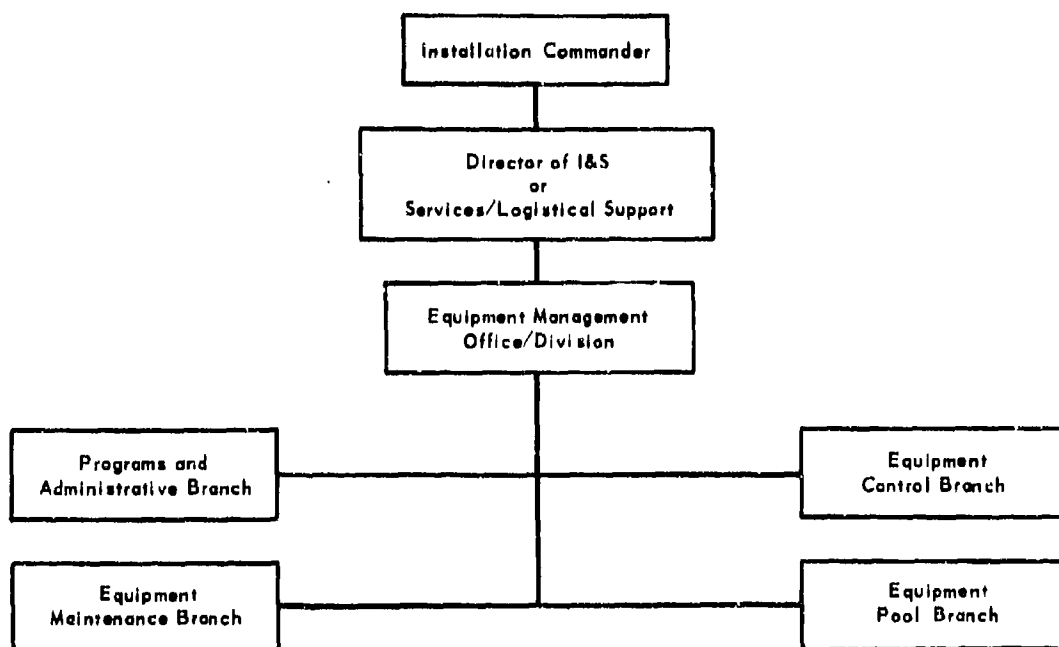 Installation Commander
Director of I&S
or
Services/Logistical Support
Equipment Management
Office/Division
Programs and
Administrative Branch
Equipment
Control Branch
Equipment
Maintenance Branch
Equipment
Pool Branch